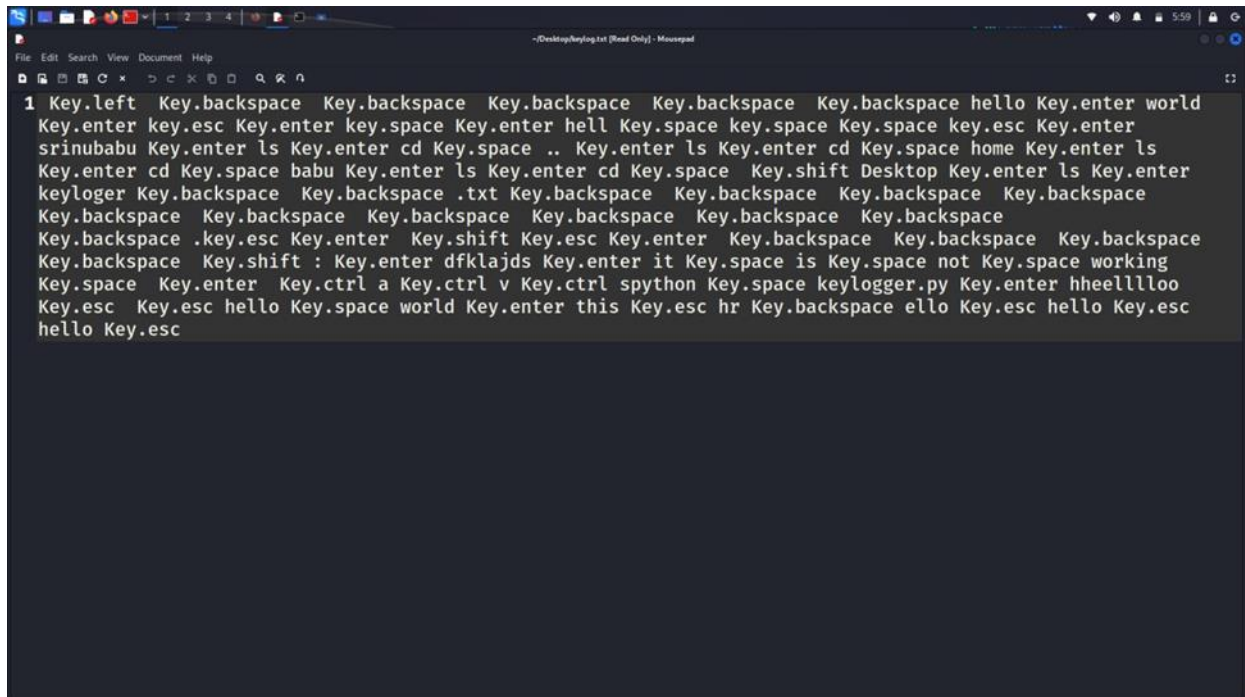 1 2 3 4
5:59
~/Desktop/keylog.txt [Read Only] - Mousepad
File Edit Search View Document Help
1 Key.left Key.backspace Key.backspace Key.backspace Key.backspace Key.backspace hello Key.enter world
Key.enter key.esc Key.enter key.space Key.enter hell Key.space key.space Key.space key.esc Key.enter
srinubabu Key.enter ls Key.enter cd Key.space .. Key.enter ls Key.enter cd Key.space home Key.enter ls
Key.enter cd Key.space babu Key.enter ls Key.enter cd Key.space Key.shift Desktop Key.enter ls Key.enter
keyloger Key.backspace Key.backspace .txt Key.backspace Key.backspace Key.backspace Key.backspace
Key.backspace Key.backspace Key.backspace Key.backspace Key.backspace Key.backspace
Key.backspace .key.esc Key.enter Key.shift Key.esc Key.enter Key.backspace Key.backspace Key.backspace
Key.backspace Key.shift : Key.enter dfklajds Key.enter it Key.space is Key.space not Key.space working
Key.space Key.enter Key.ctrl a Key.ctrl v Key.ctrl spython Key.space keylogger.py Key.enter hheelllloo
Key.esc Key.esc hello Key.space world Key.enter this Key.esc hr Key.backspace ello Key.esc hello Key.esc
hello Key.esc